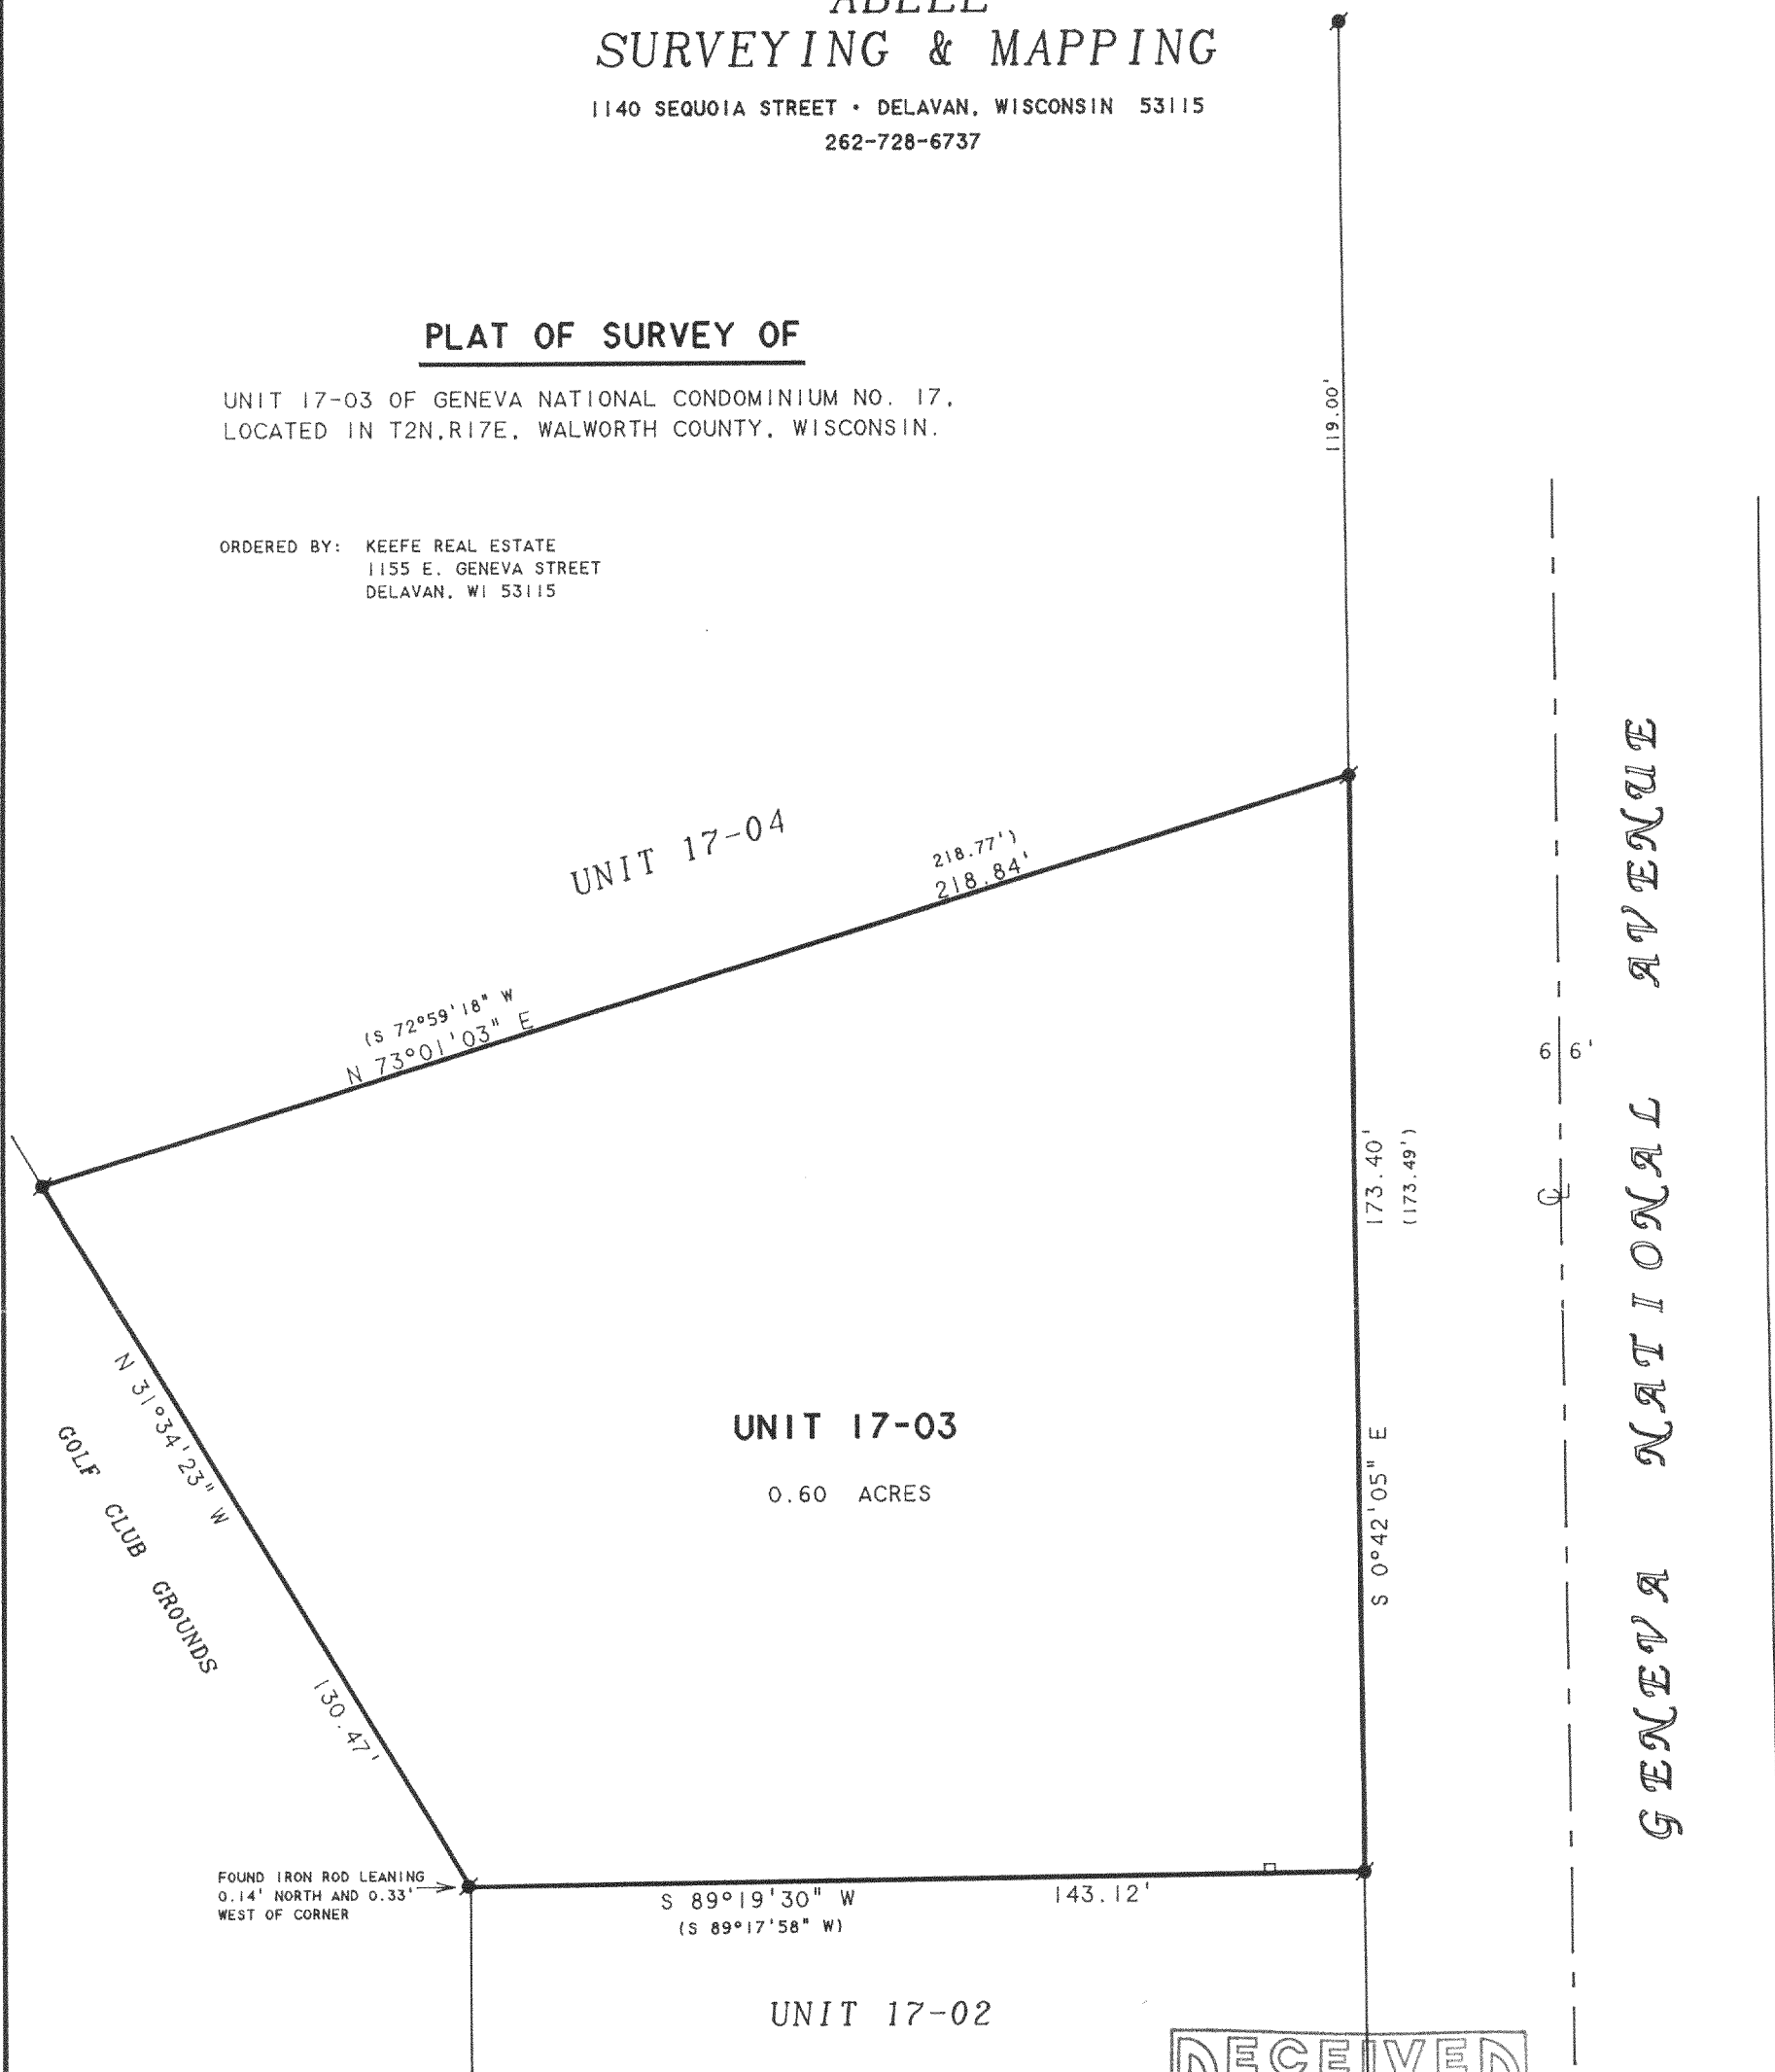 ABELL
SURVEYING & MAPPING
1140 SEQUOIA STREET • DELAVAN, WISCONSIN 53115
262-728-6737
PLAT OF SURVEY OF
UNIT 17-03 OF GENEVA NATIONAL CONDOMINIUM NO. 17,
LOCATED IN T2N,R17E, WALWORTH COUNTY, WISCONSIN.
ORDERED BY: KEEFE REAL ESTATE
1155 E. GENEVA STREET
DELAVAN, WI 53115
119.00'
UNIT 17-04
218.77')
218.84'
(S 72°59'18" W
N 73°01'03" E
173.40'
(173.49')
S 0°42'05" E
66'
CL
GENEVA NATIONAL AVENUE
N 31°34'23" W
130.47'
GOLF CLUB GROUNDS
UNIT 17-03
0.60 ACRES
FOUND IRON ROD LEANING
0.14' NORTH AND 0.33'
WEST OF CORNER
S 89°19'30" W
143.12'
(S 89°17'58" W)
UNIT 17-02
RECEIVED